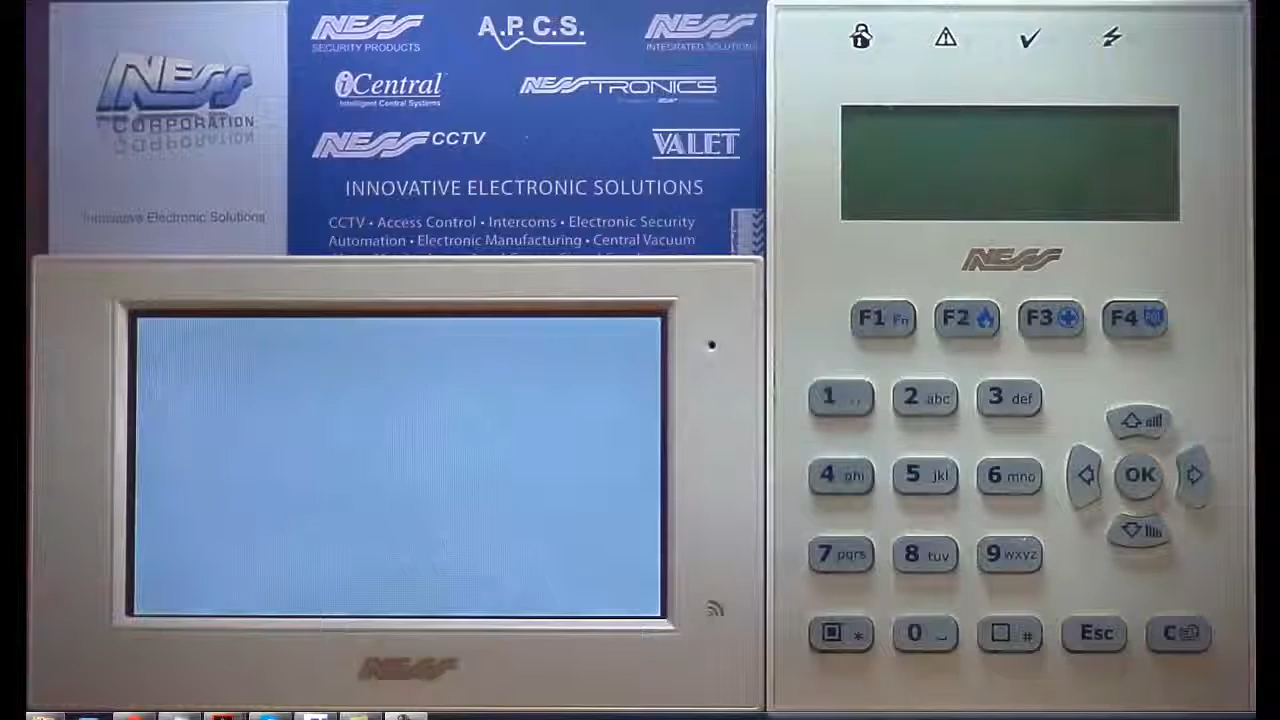 NESS
CORPORATION
Innovative Electronic Solutions
NESS
SECURITY PRODUCTS
A.P.C.S.
NESS
INTEGRATED SOLUTIONS
iCentral
Intelligent Central Systems
NESSTRONICS
NESS CCTV
VALET
INNOVATIVE ELECTRONIC SOLUTIONS
CCTV • Access Control • Intercoms • Electronic Security
Automation • Electronic Manufacturing • Central Vacuum
NESS
NESS
F1 Fn F2 F3 F4
1 2 abc 3 def
4 ghi 5 jkl 6 mno
OK
7 pqrs 8 tuv 9 wxyz
* 0 # Esc C